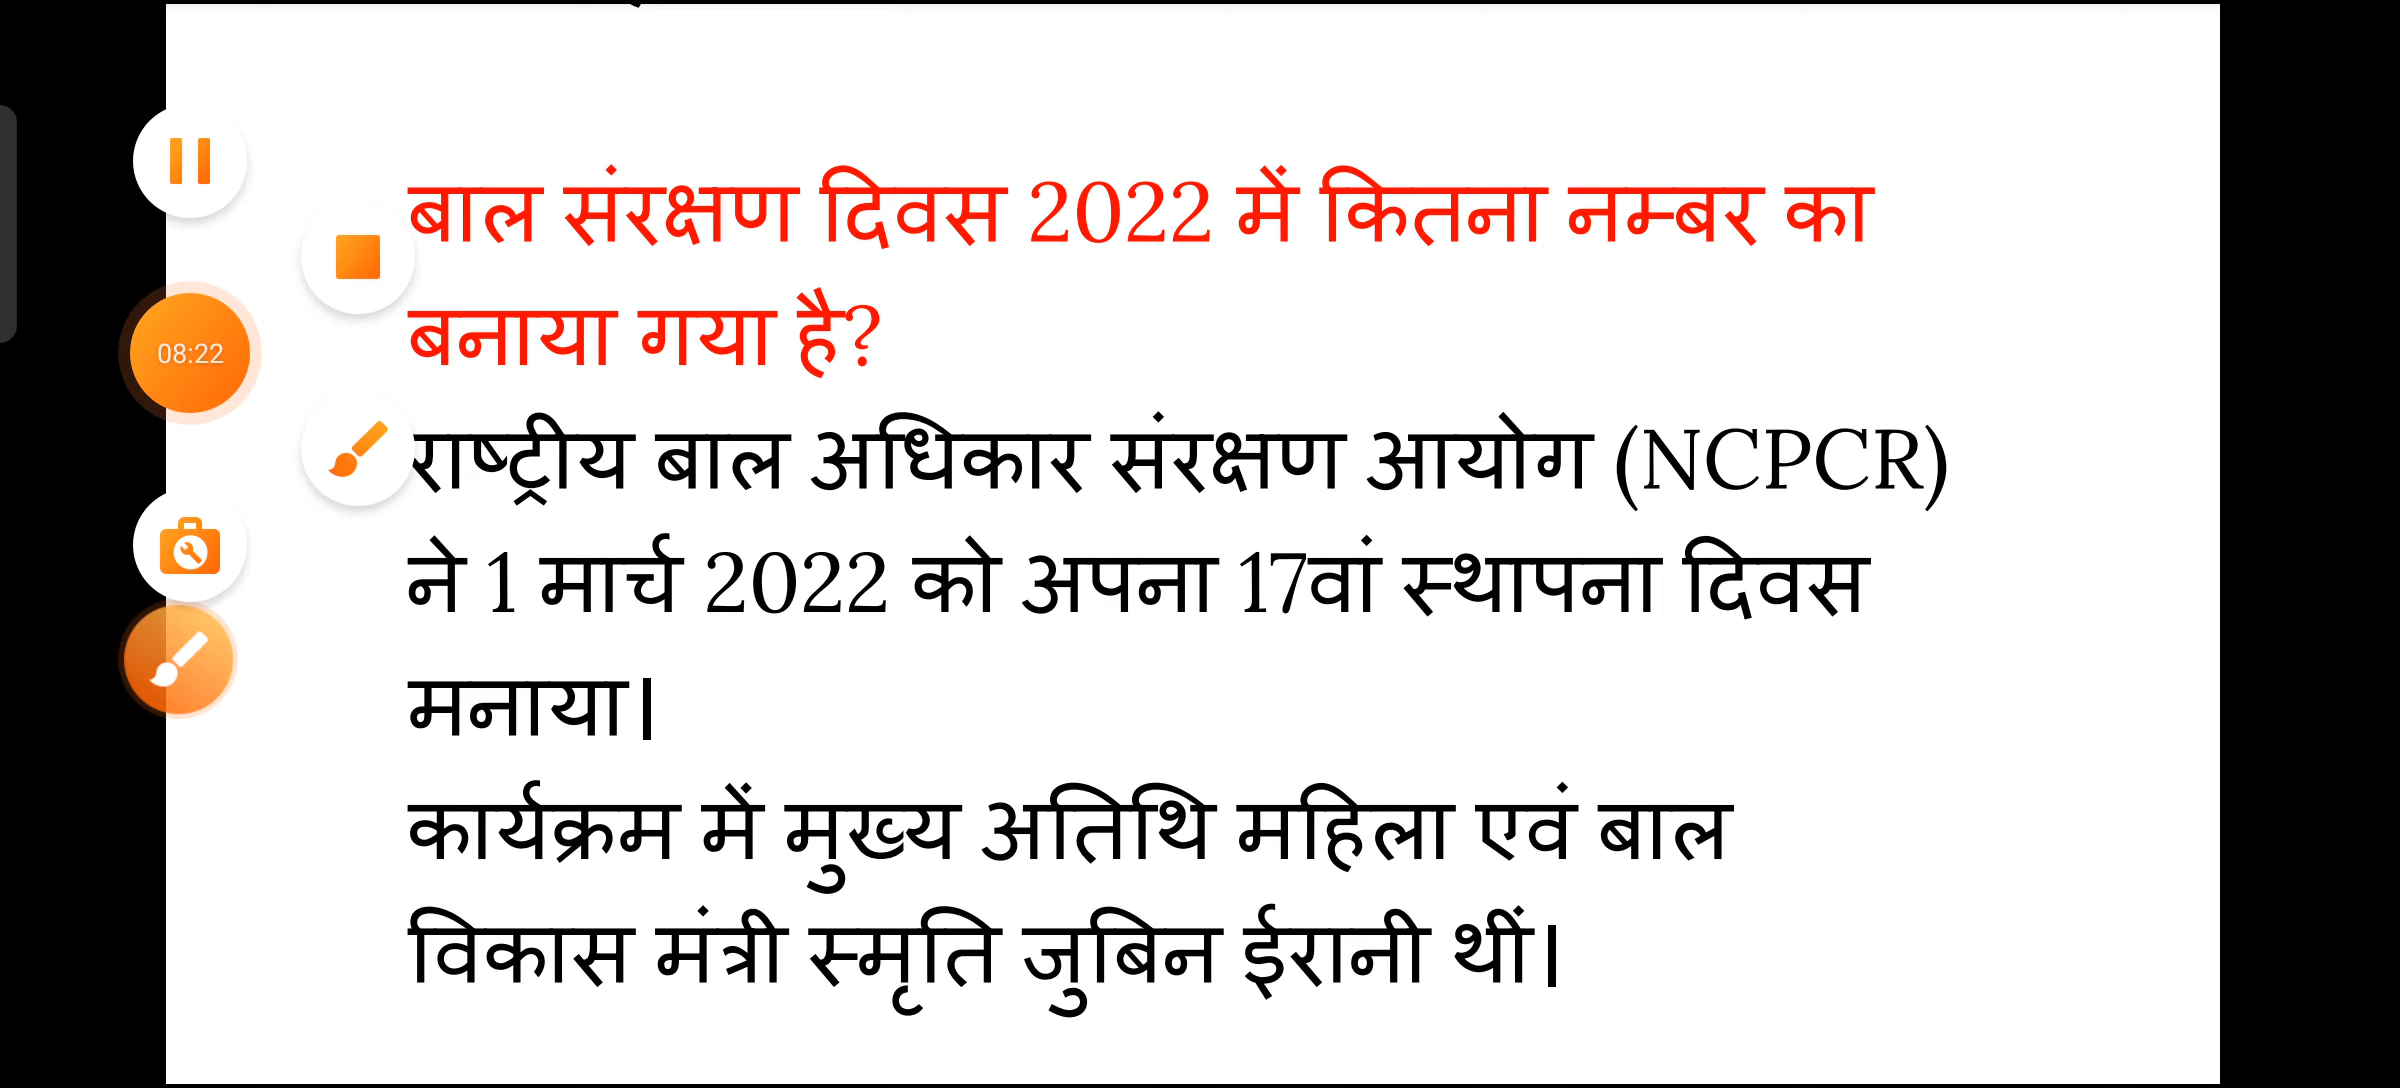 बाल संरक्षण दिवस 2022 में कितना नम्बर का
बनाया गया है?
08:22
राष्ट्रीय बाल अधिकार संरक्षण आयोग (NCPCR)
ने 1 मार्च 2022 को अपना 17वां स्थापना दिवस
मनाया।
कार्यक्रम में मुख्य अतिथि महिला एवं बाल
विकास मंत्री स्मृति जुबिन ईरानी थीं।